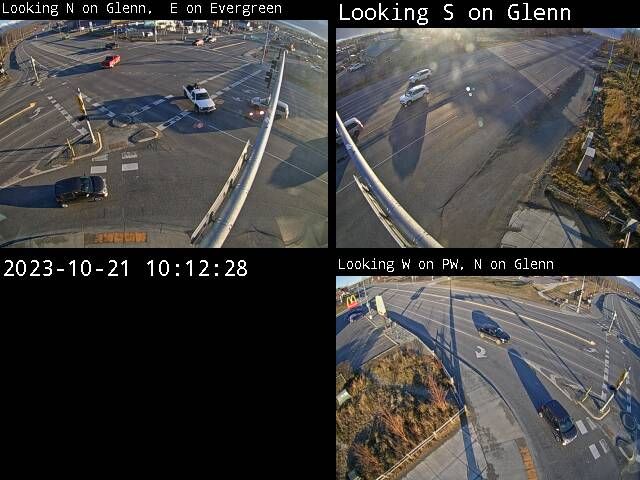 Looking N on Glenn,  E on Evergreen
Looking S on Glenn
2023-10-21 10:12:28
Looking W on PW, N on Glenn